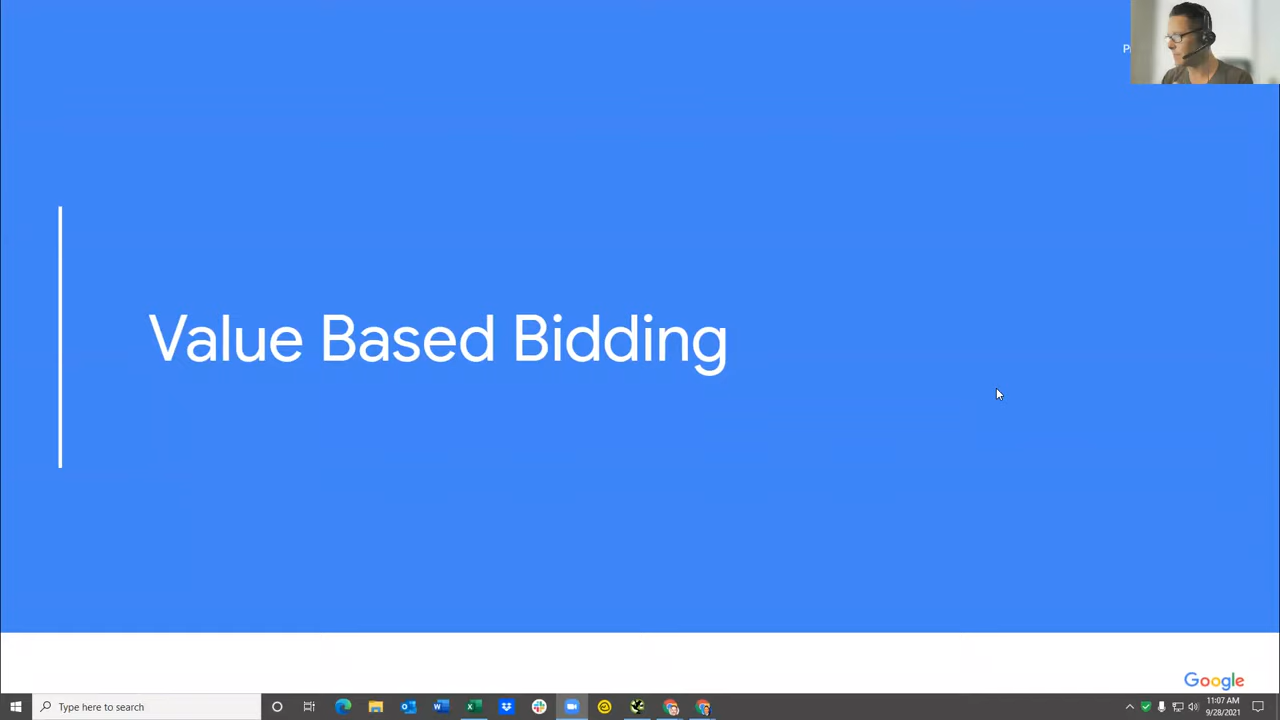 Value Based Bidding
Google
Type here to search
11:07 AM
9/28/2021